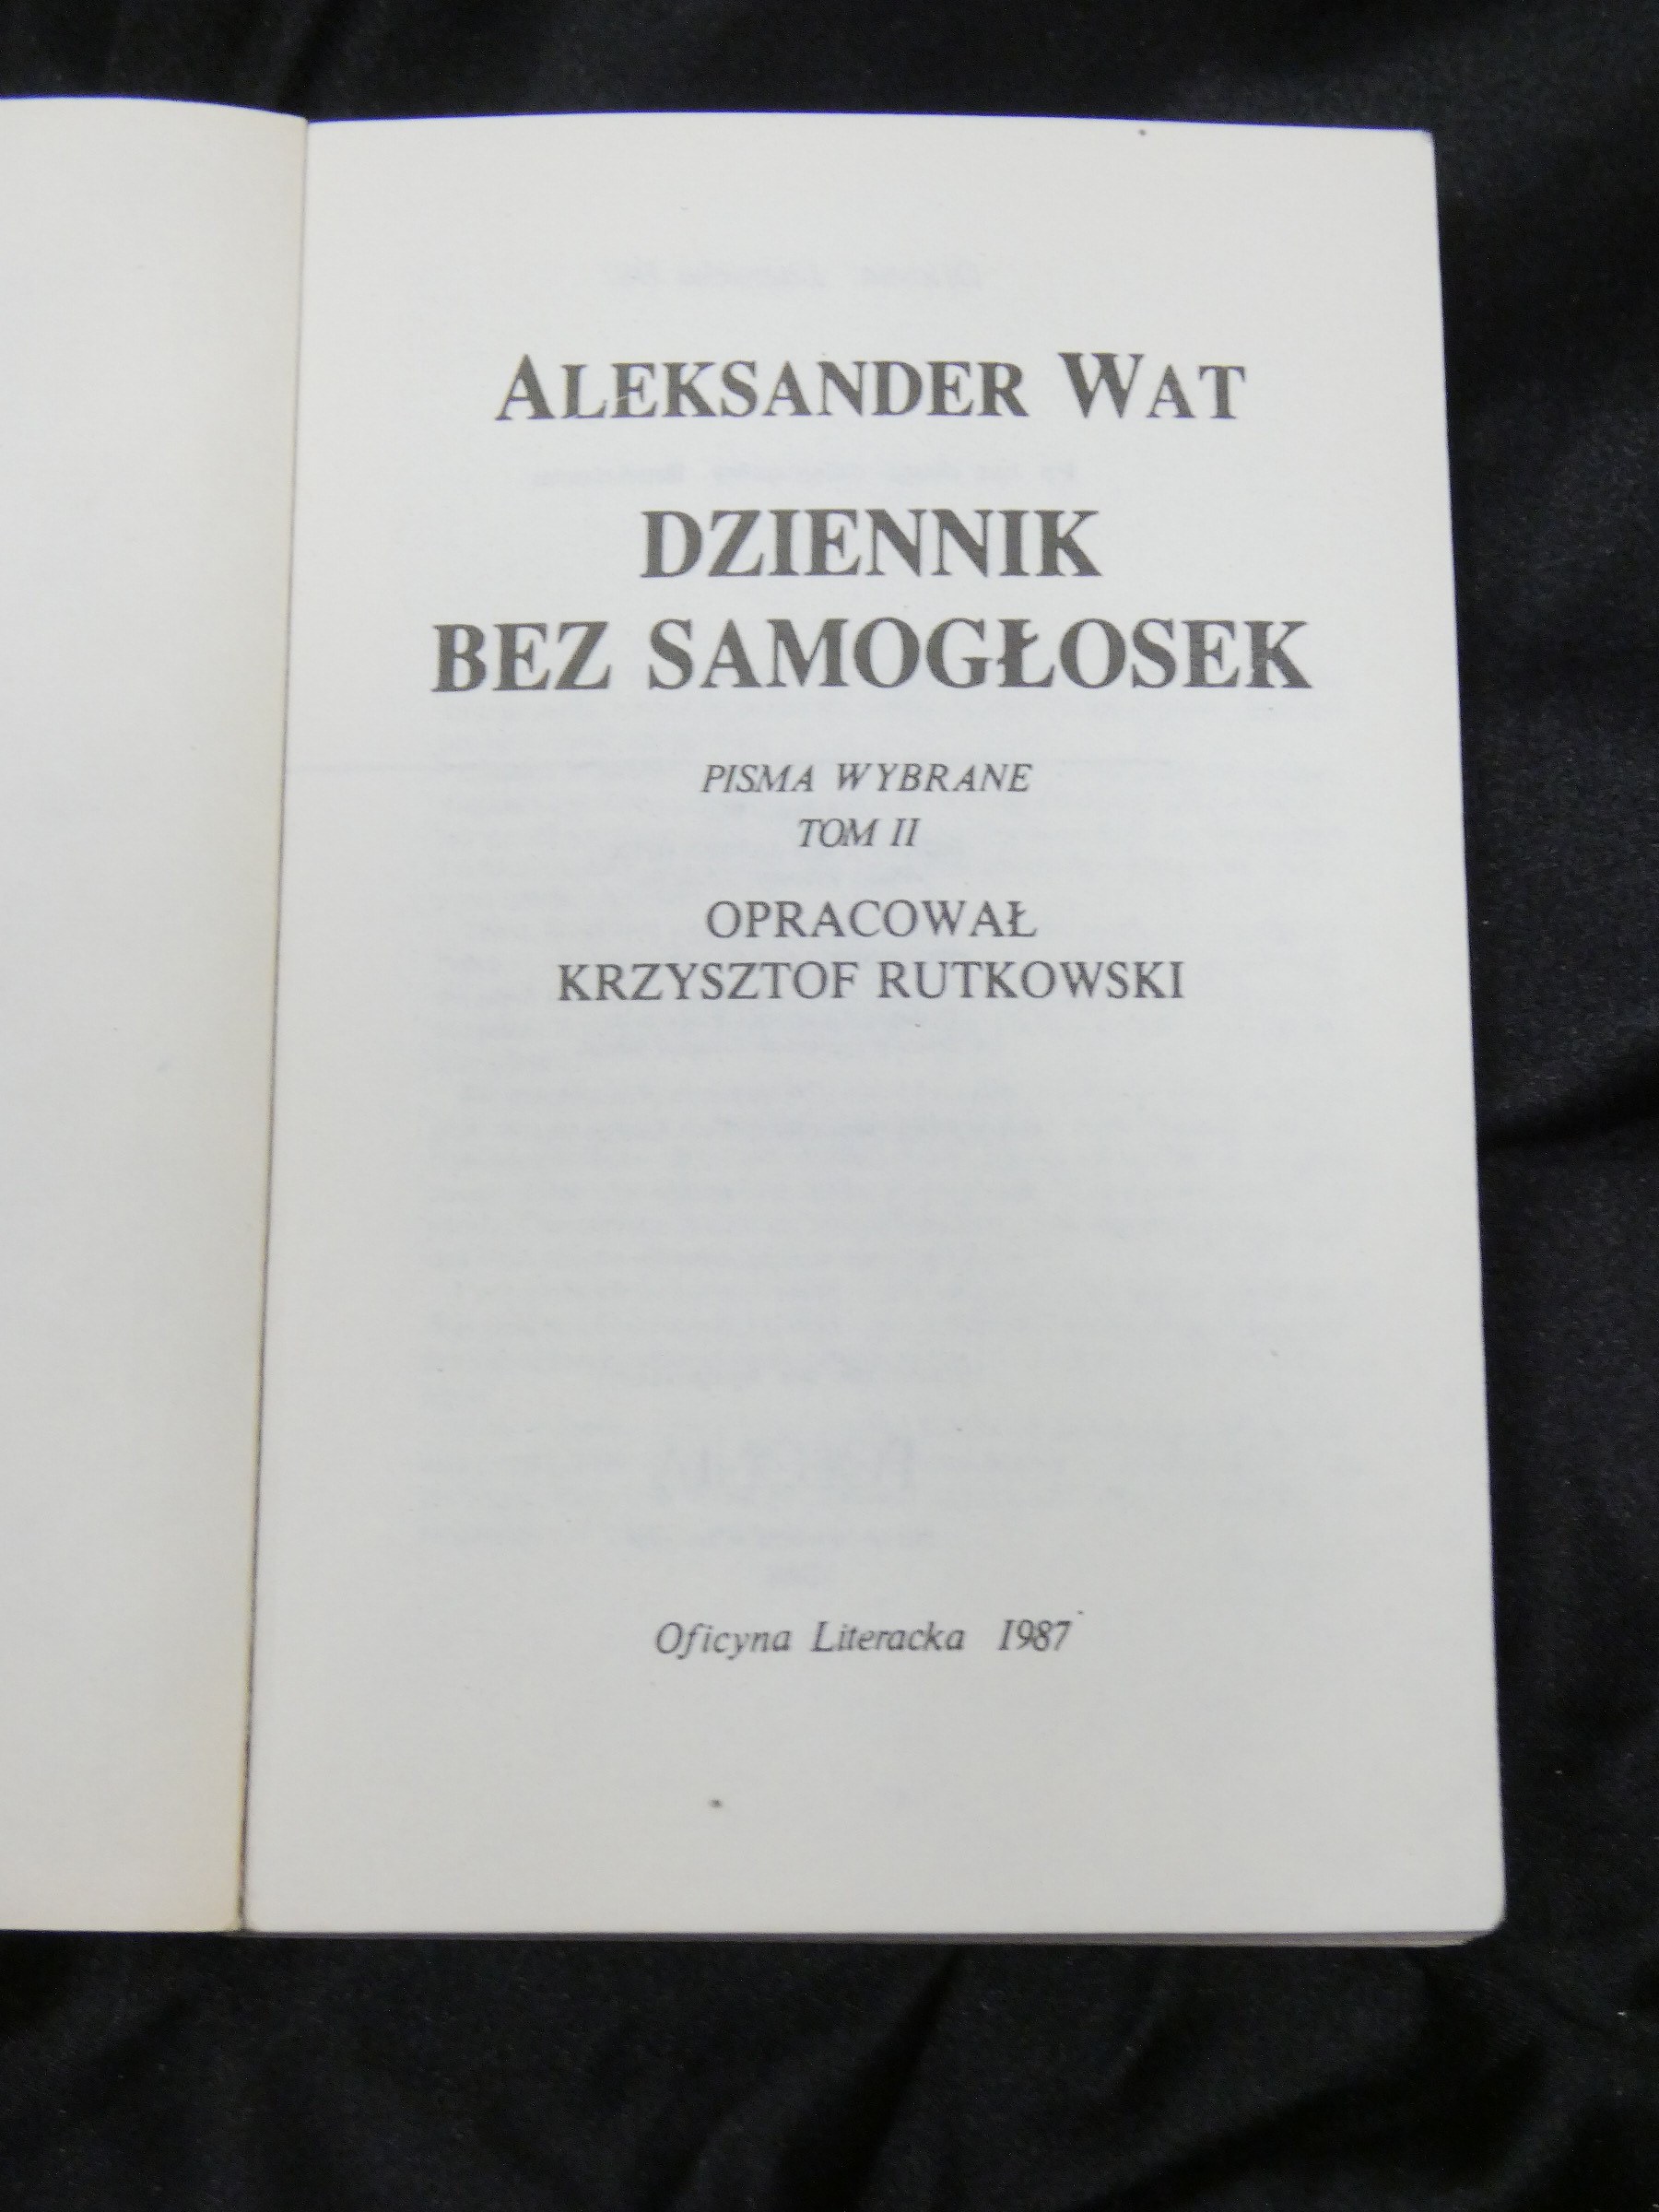 ALEKSANDER WAT
DZIENNIK
BEZ SAMOGŁOSEK
PISMA WYBRANE
TOM II
OPRACOWAŁ
KRZYSZTOF RUTKOWSKI
Oficyna Literacka 1987